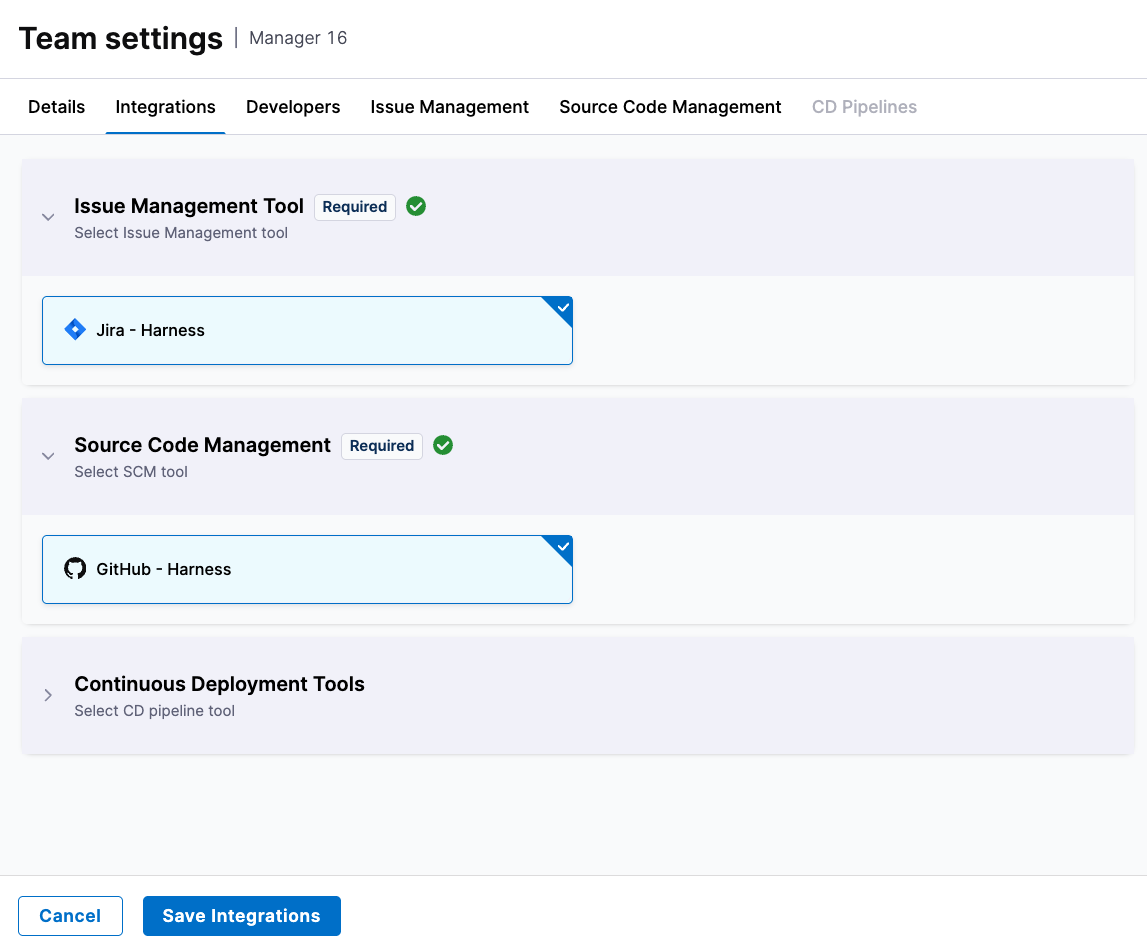 Team settings | Manager 16
Details Integrations Developers Issue Management Source Code Management CD Pipelines
Issue Management Tool Required
Select Issue Management tool
Jira - Harness
Source Code Management Required
Select SCM tool
GitHub - Harness
Continuous Deployment Tools
Select CD pipeline tool
Cancel Save Integrations